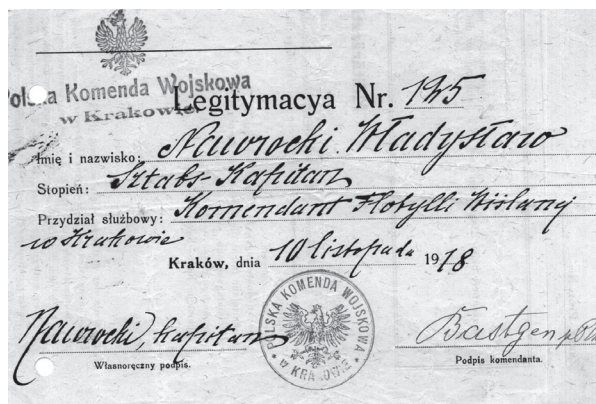 Polska Komenda Wojskowa
w Krakowie
Legitymacya Nr. 125
Imię i nazwisko: Nawrocki Władysław
Stopień: Sztabs-Kapitan
Przydział służbowy: Komendant Flotylli Wiślanej
w Krakowie
Kraków, dnia 10 listopada 1918
POLSKA KOMENDA WOJSKOWA
w KRAKOWIE
Nawrocki, kapitan
Bastgen
Własnoręczny podpis.
Podpis komendanta.